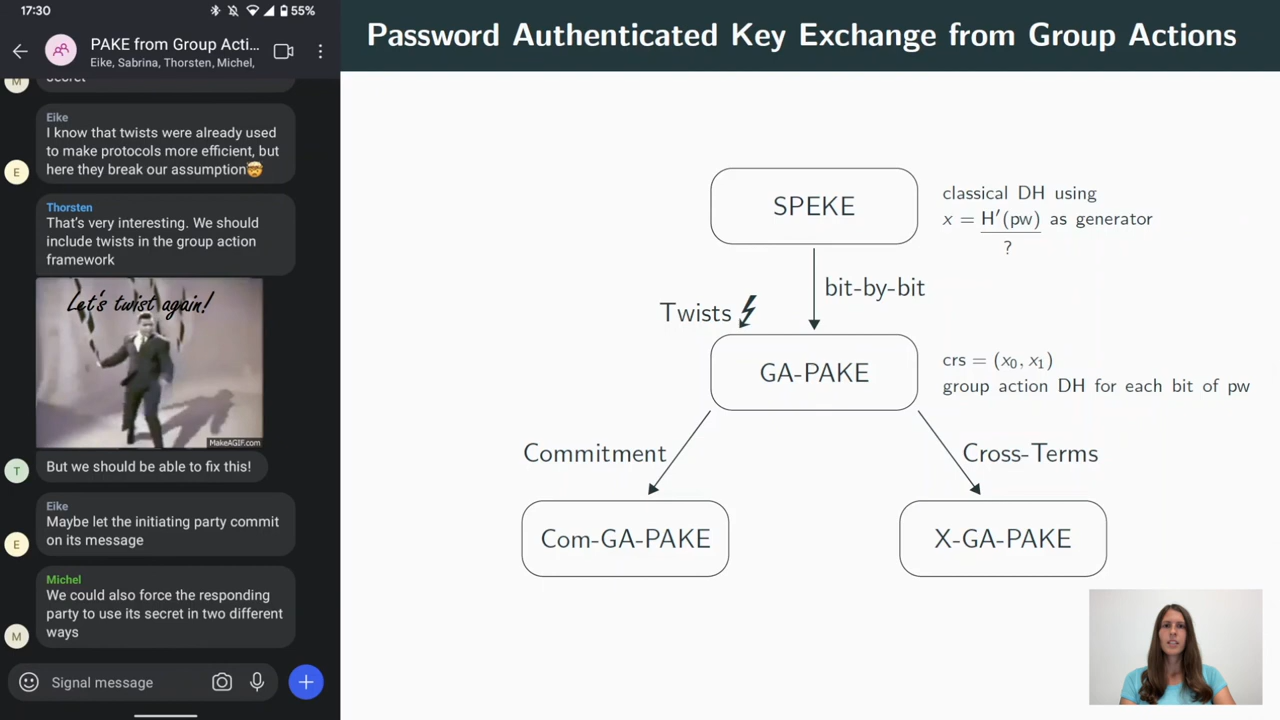 17:30
55%
PAKE from Group Acti...
Eike, Sabrina, Thorsten, Michel,
M
secret
Eike
I know that twists were already used
to make protocols more efficient, but
here they break our assumption🤯
E
Thorsten
That's very interesting. We should
include twists in the group action
framework
Let's twist again!
MakeAGIF.com
T
But we should be able to fix this!
Eike
Maybe let the initiating party commit
on its message
E
Michel
We could also force the responding
party to use its secret in two different
ways
M
Signal message
Password Authenticated Key Exchange from Group Actions
SPEKE
classical DH using
x = H′(pw) as generator
?
bit-by-bit
Twists
GA-PAKE
crs = (x₀, x₁)
group action DH for each bit of pw
Commitment
Cross-Terms
Com-GA-PAKE
X-GA-PAKE